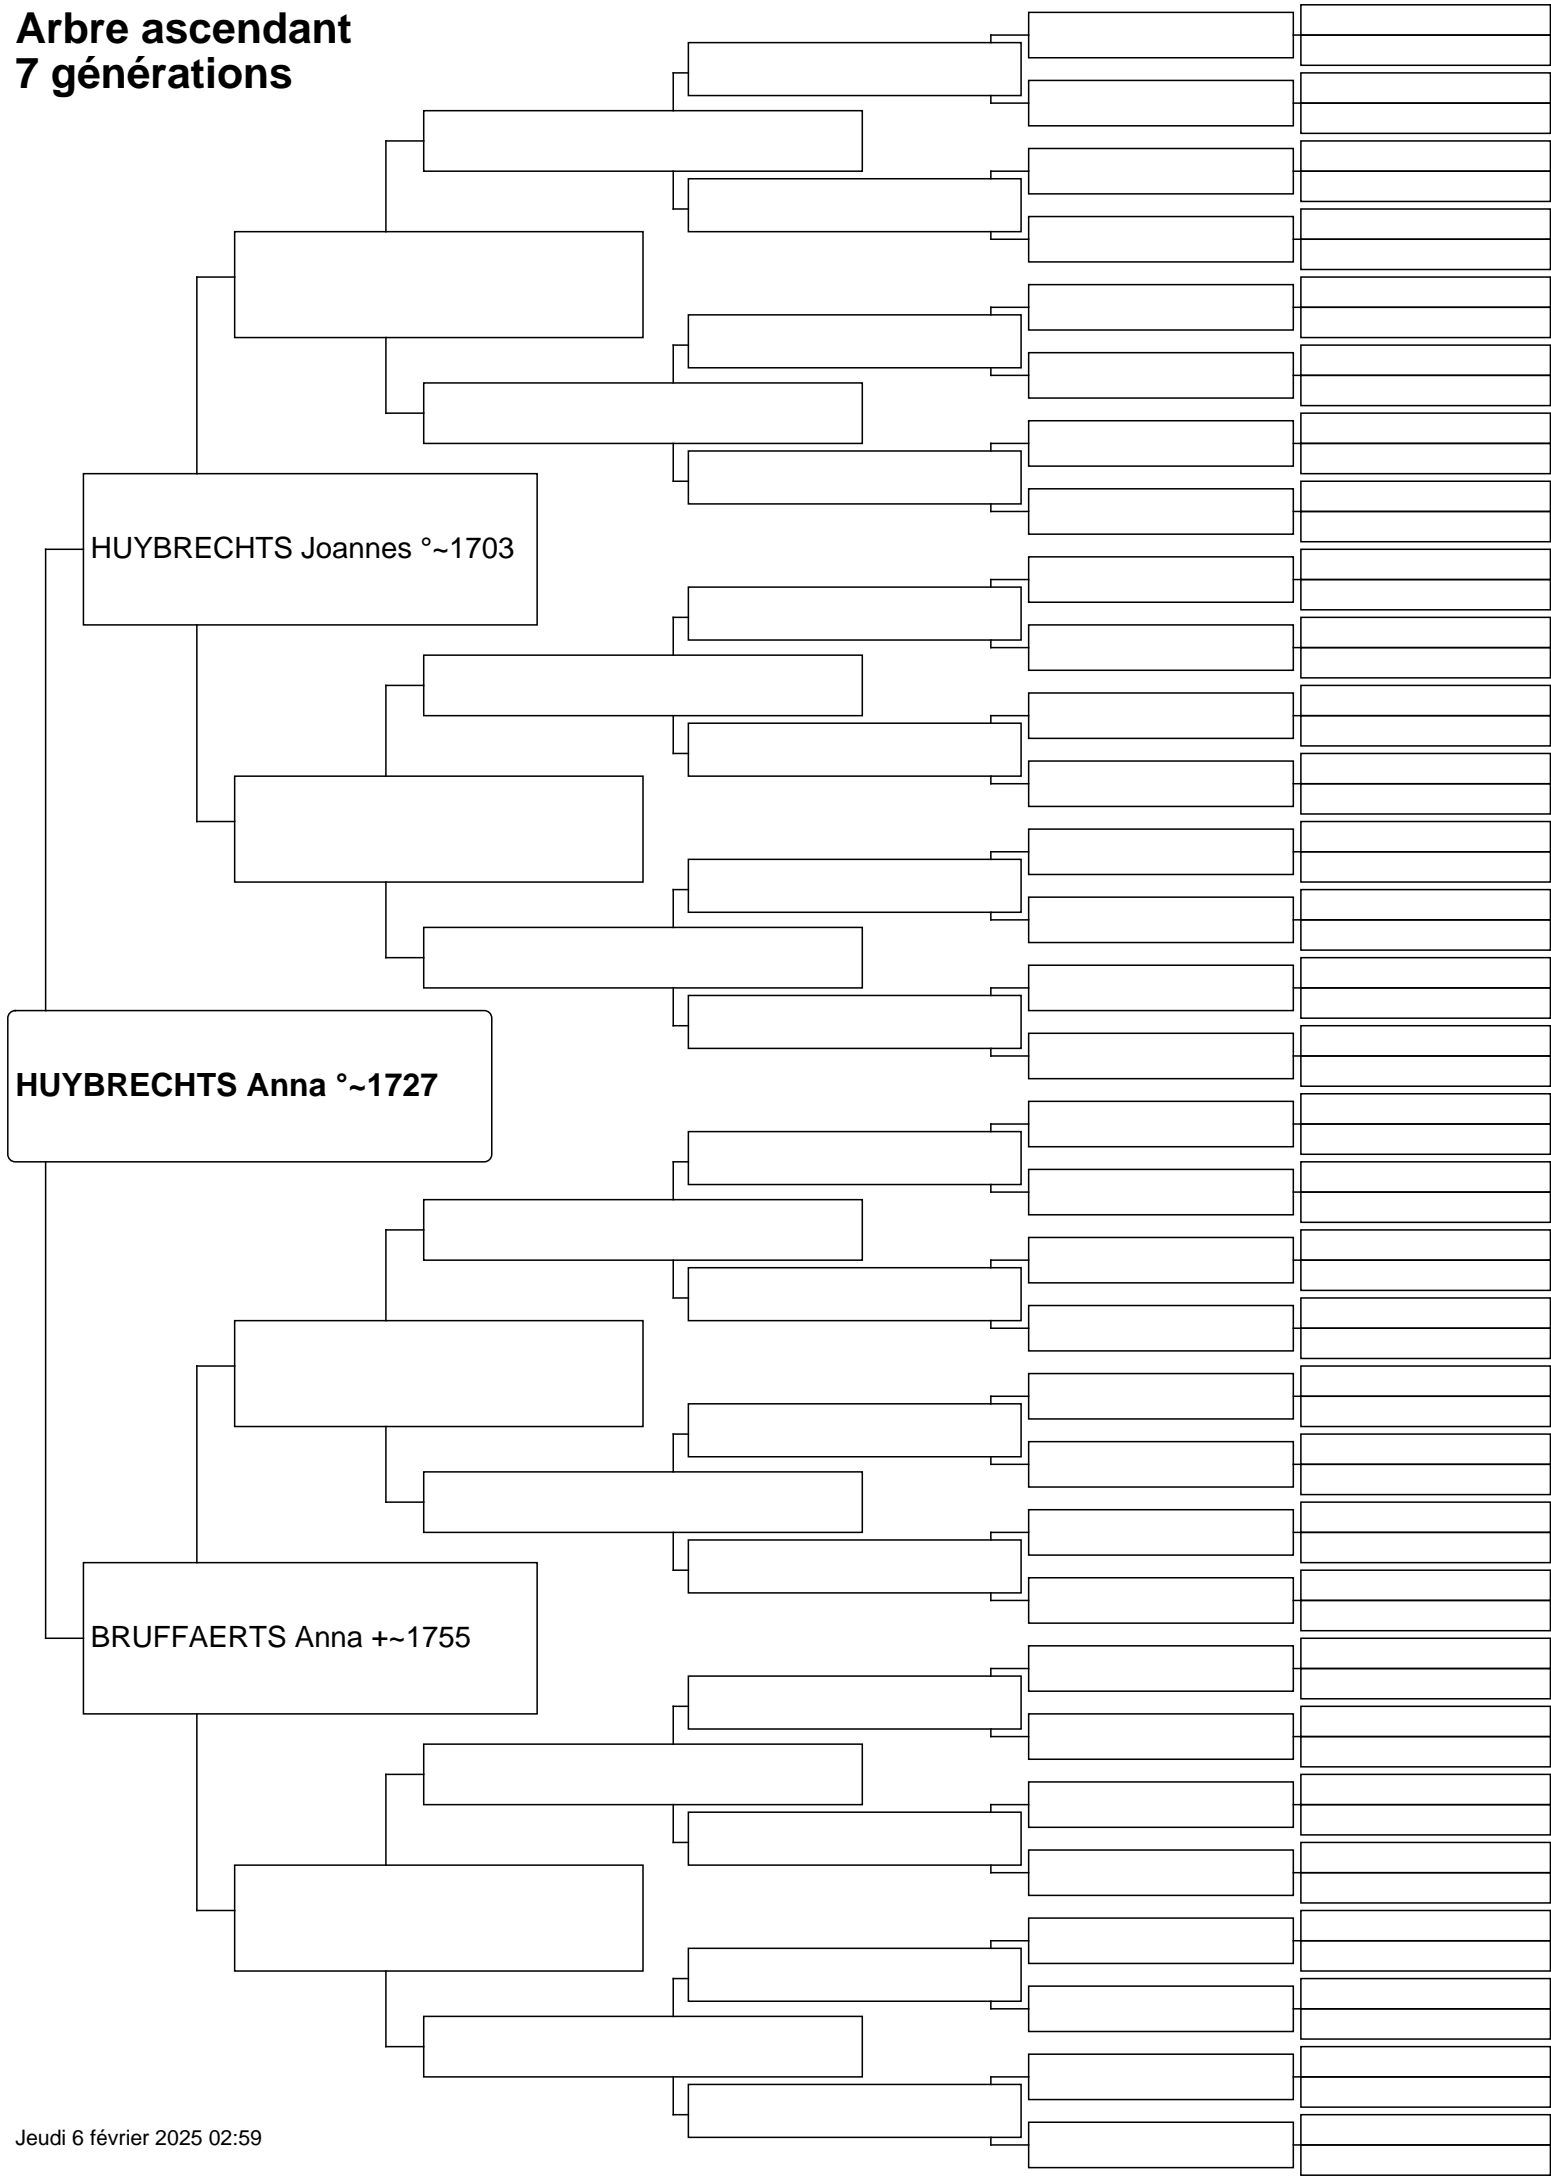 Arbre ascendant
7 générations
HUYBRECHTS Joannes °~1703
HUYBRECHTS Anna °~1727
BRUFFAERTS Anna +~1755
Jeudi 6 février 2025 02:59